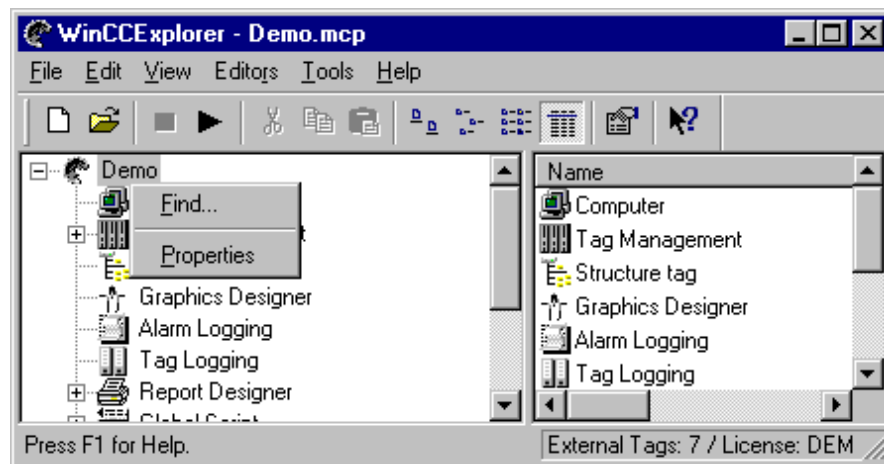 WinCCExplorer - Demo.mcp
File Edit View Editors Tools Help
Demo
Find...
Properties
Graphics Designer
Alarm Logging
Tag Logging
Report Designer
Name
Computer
Tag Management
Structure tag
Graphics Designer
Alarm Logging
Tag Logging
Press F1 for Help.
External Tags: 7 / License: DEM